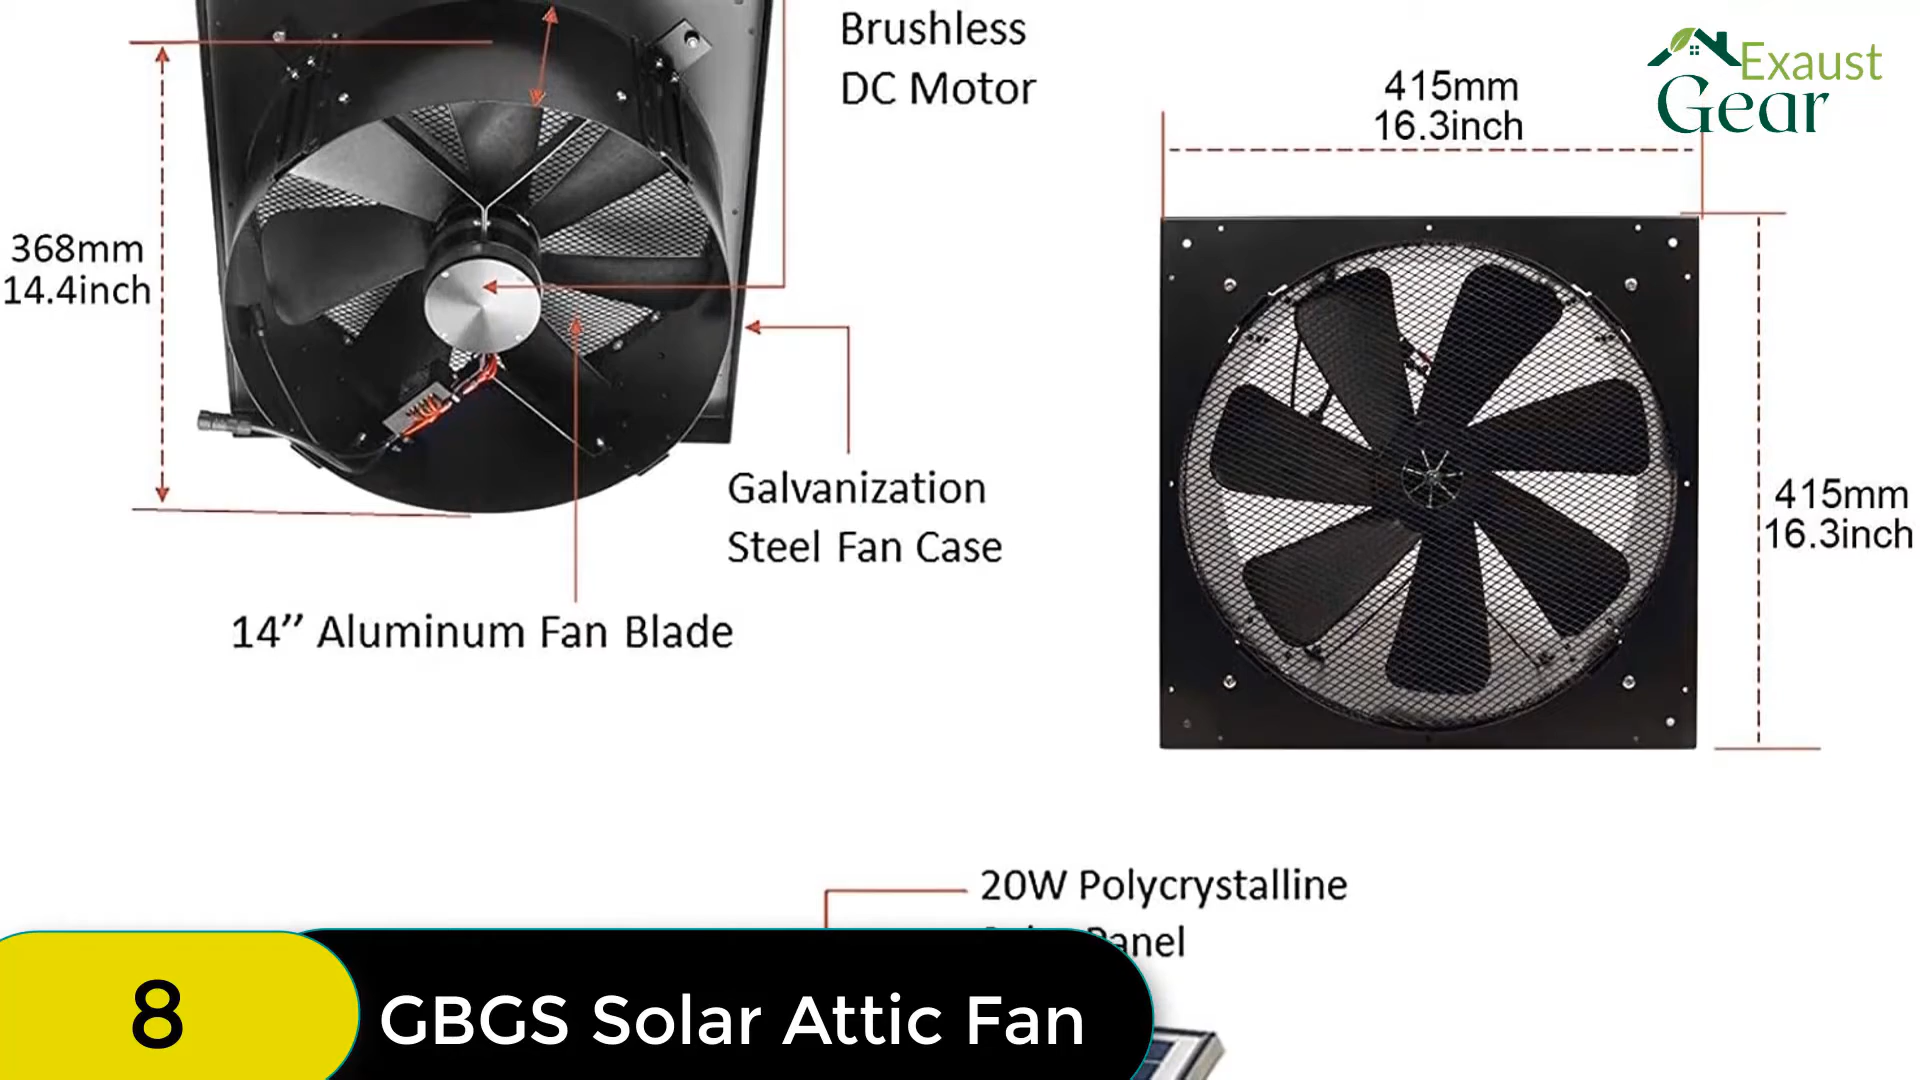 Brushless
DC Motor
415mm
16.3inch
Exaust
Gear
368mm
14.4inch
Galvanization
Steel Fan Case
415mm
16.3inch
14’’ Aluminum Fan Blade
20W Polycrystalline
Panel
8
GBGS Solar Attic Fan